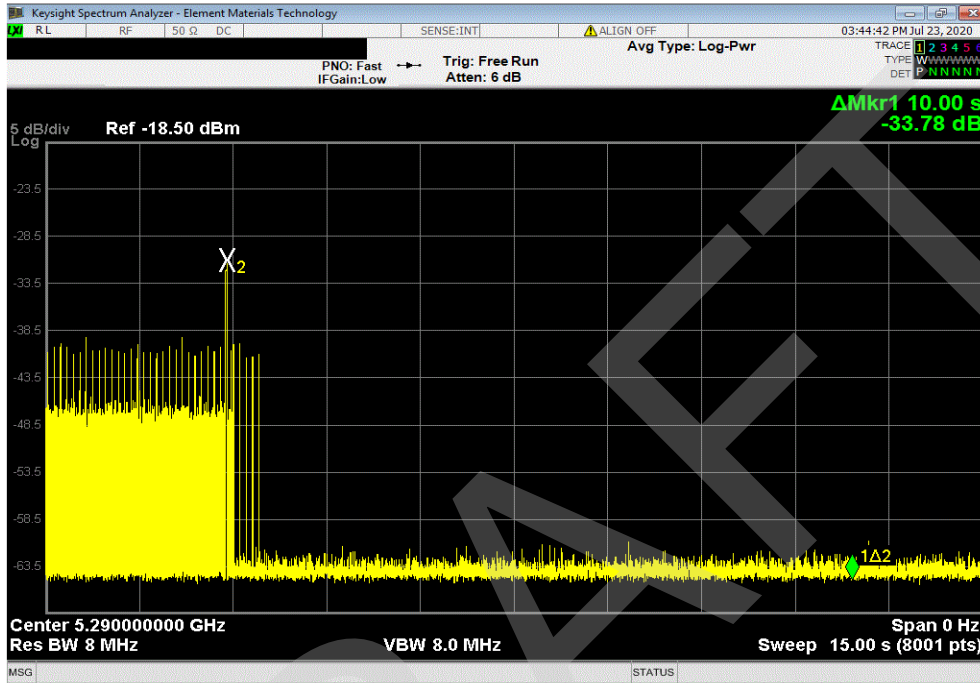 Keysight Spectrum Analyzer - Element Materials Technology
LXI RL RF 50 Ω DC SENSE:INT ALIGN OFF 03:44:42 PM Jul 23, 2020
Avg Type: Log-Pwr TRACE 1 2 3 4 5 6
PNO: Fast Trig: Free Run TYPE WWWWWW
IFGain:Low Atten: 6 dB DET P N N N N N
ΔMkr1 10.00 s
-33.78 dB
5 dB/div Ref -18.50 dBm
Log
-23.5
-28.5
X2
-33.5
-38.5
-43.5
-48.5
-53.5
-58.5
1Δ2
-63.5
Center 5.290000000 GHz Span 0 Hz
Res BW 8 MHz VBW 8.0 MHz Sweep 15.00 s (8001 pts)
MSG STATUS